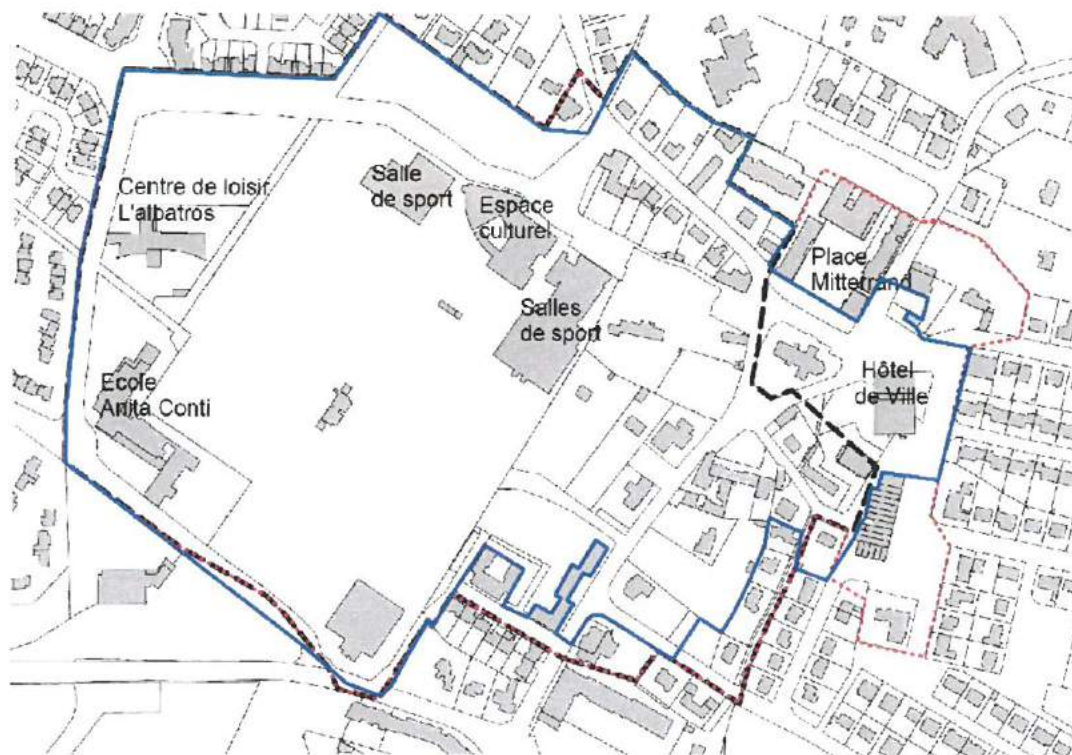 Salle
de sport
Centre de loisir
L'albatros
Espace
culturel
Place
Mitterrand
Salles
de sport
Hôtel
de Ville
Ecole
Anita Conti